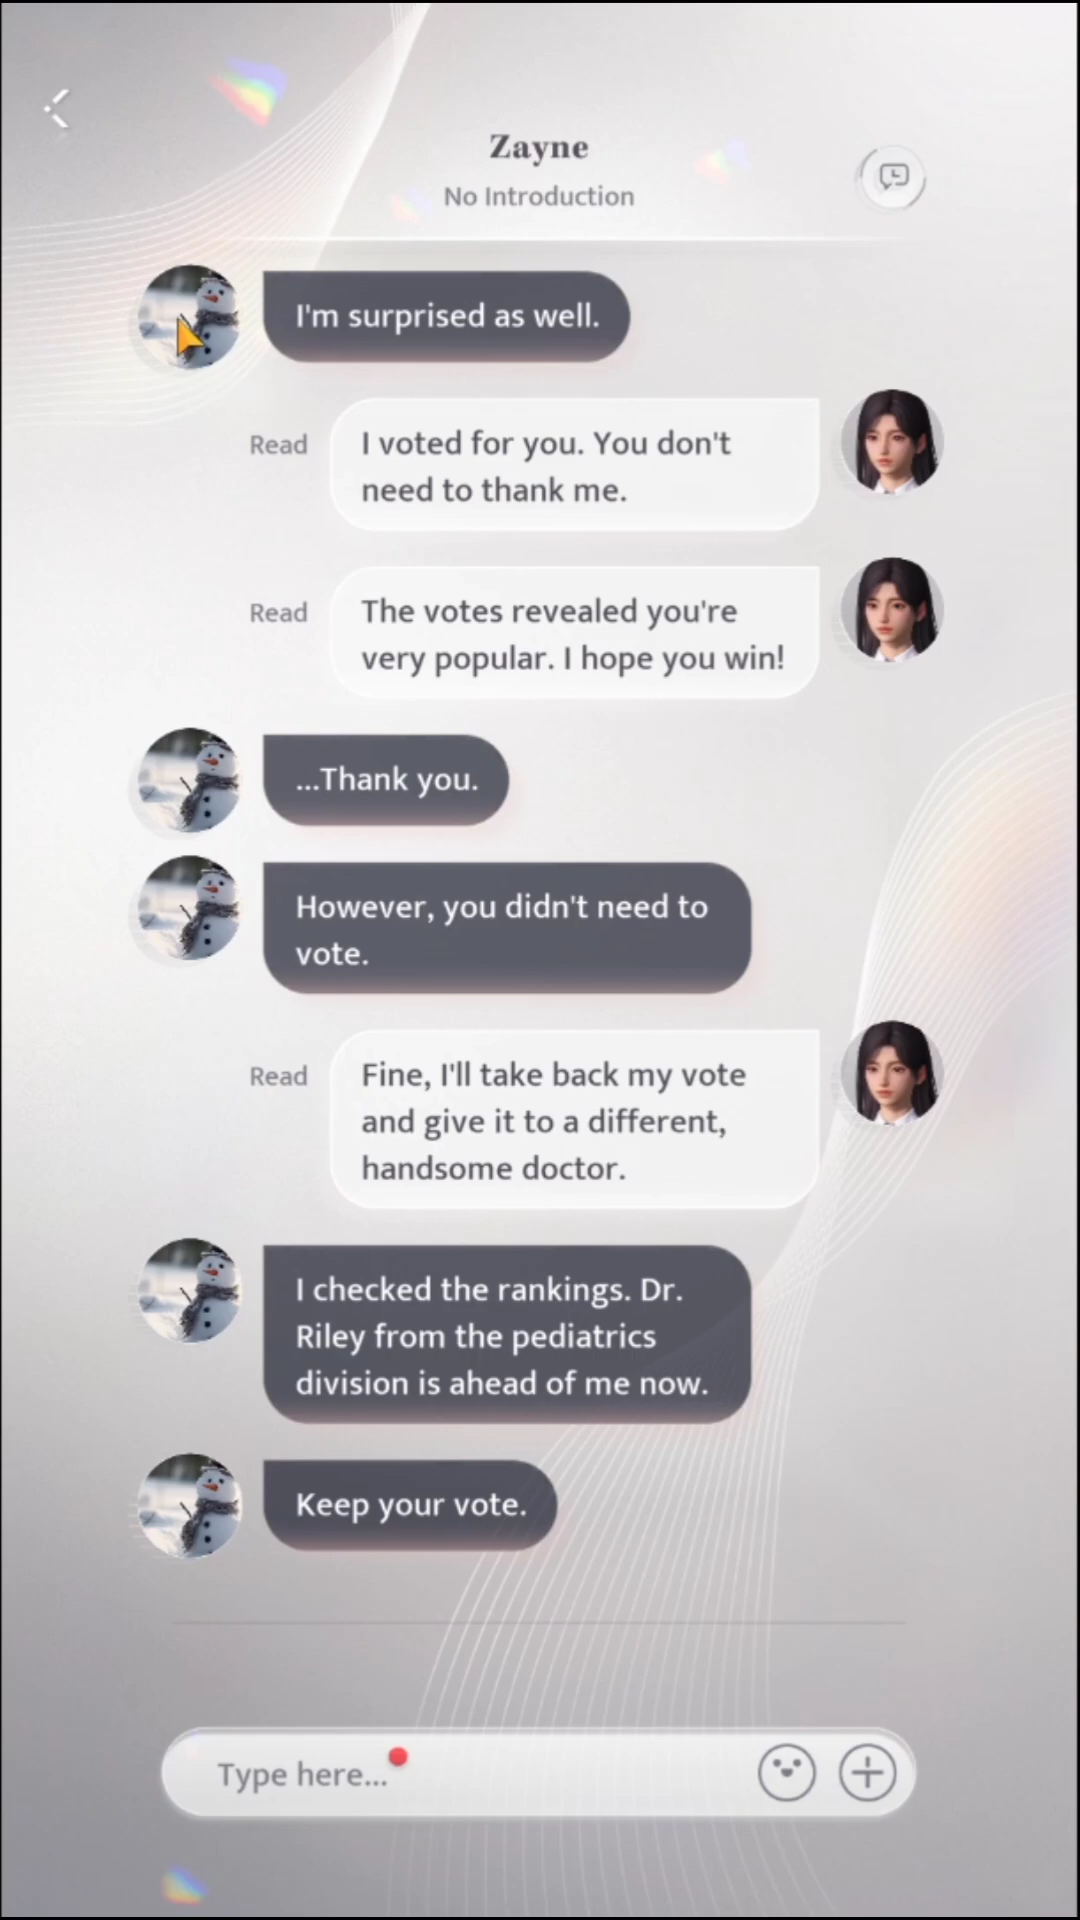 Zayne
No Introduction
I'm surprised as well.
Read
I voted for you. You don't
need to thank me.
Read
The votes revealed you're
very popular. I hope you win!
...Thank you.
However, you didn't need to
vote.
Read
Fine, I'll take back my vote
and give it to a different,
handsome doctor.
I checked the rankings. Dr.
Riley from the pediatrics
division is ahead of me now.
Keep your vote.
Type here...